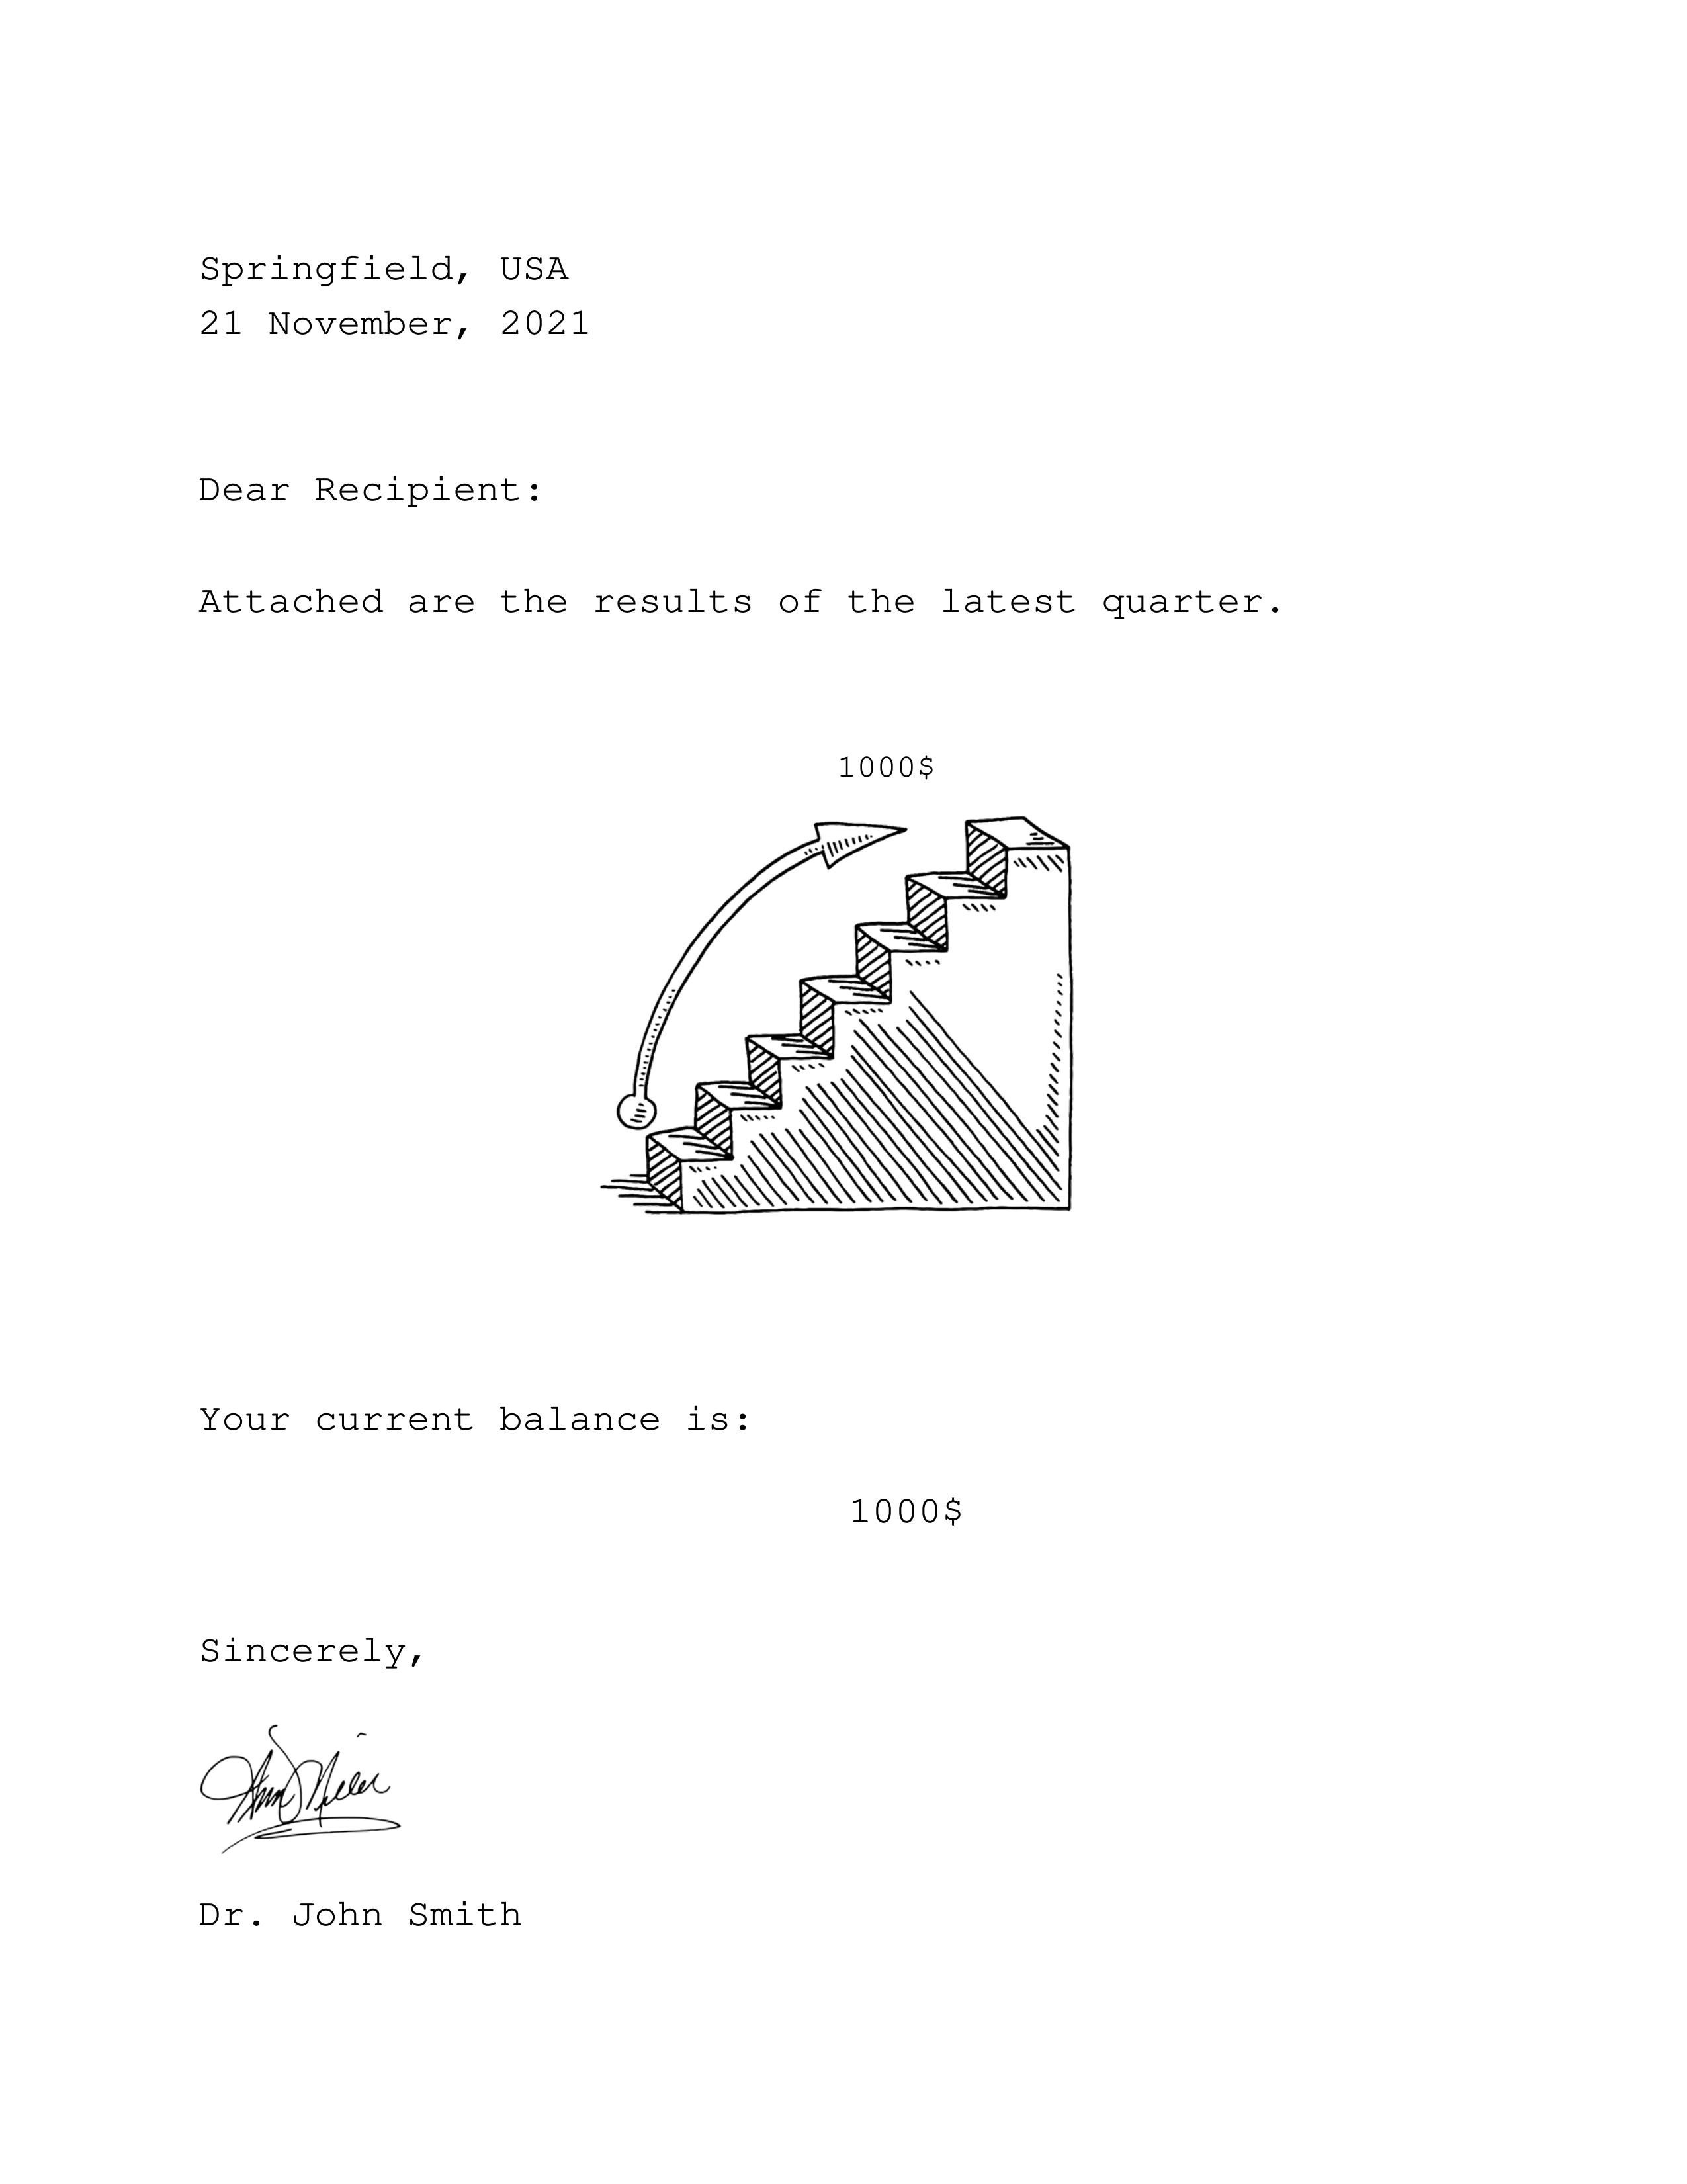 Springfield, USA
21 November, 2021
Dear Recipient:
Attached are the results of the latest quarter.
1000$
Your current balance is:
1000$
Sincerely,
Dr. John Smith